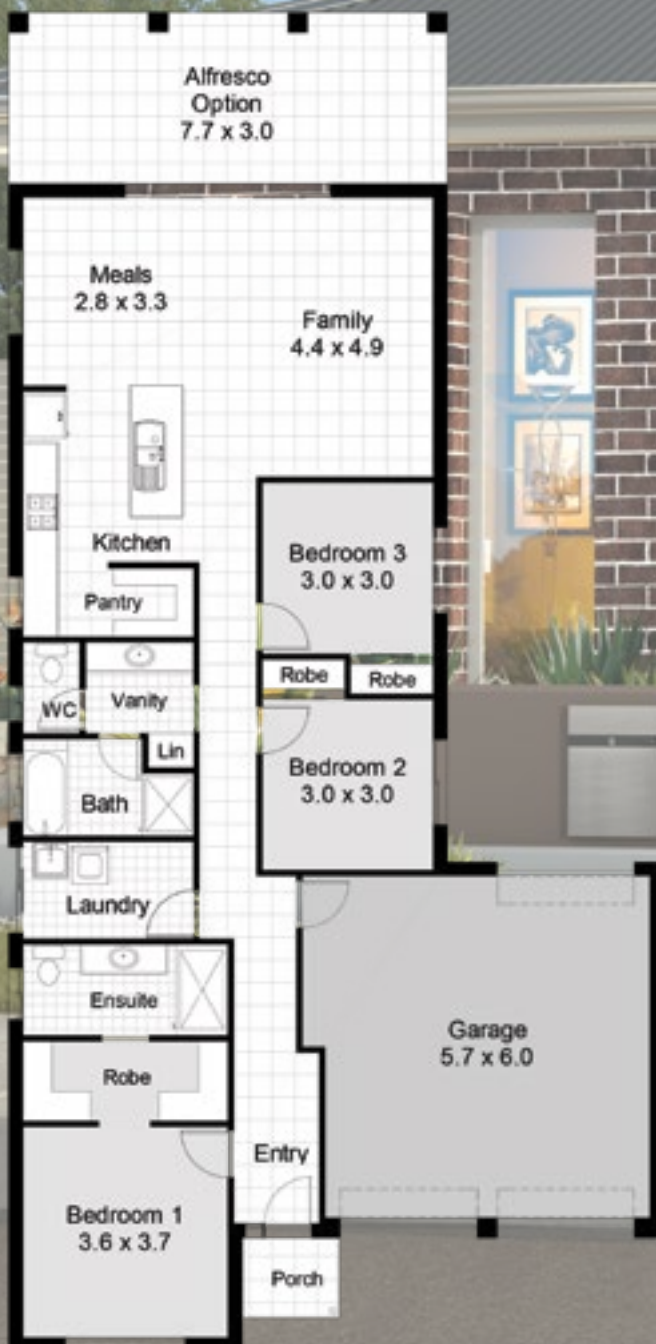 Alfresco
Option
7.7 x 3.0
Meals
2.8 x 3.3
Family
4.4 x 4.9
Kitchen
Pantry
Bedroom 3
3.0 x 3.0
Robe
Robe
WC
Vanity
Lin
Bath
Bedroom 2
3.0 x 3.0
Laundry
Ensuite
Garage
5.7 x 6.0
Robe
Entry
Bedroom 1
3.6 x 3.7
Porch